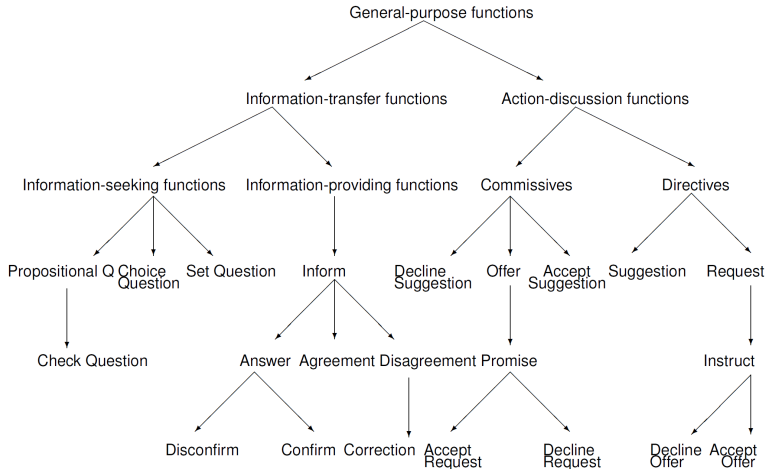 General-purpose functions
Information-transfer functions Action-discussion functions
Information-seeking functions Information-providing functions Commissives Directives
Propositional Q Choice Set Question Inform Decline Offer Accept Suggestion Request
Question Suggestion Suggestion
Check Question Answer Agreement Disagreement Promise Instruct
Disconfirm Confirm Correction Accept Decline Decline Accept
Request Request Offer Offer